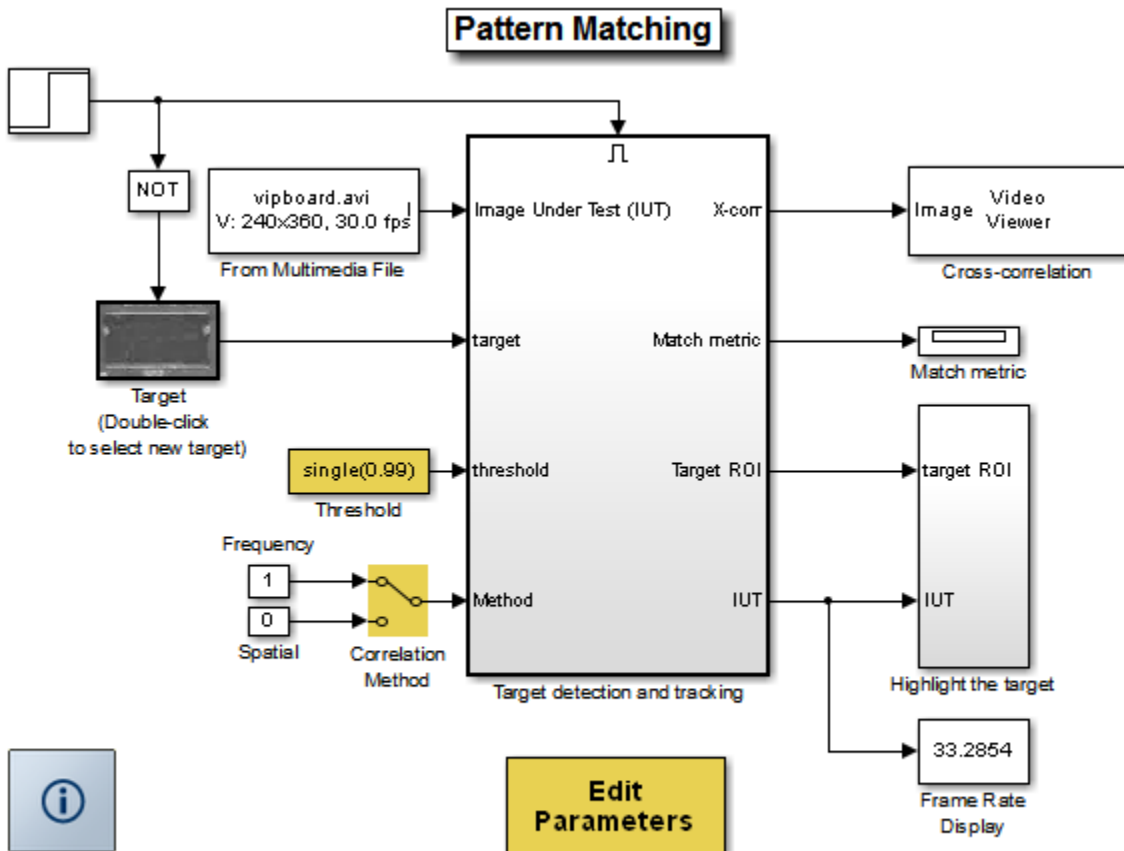 Pattern Matching
NOT
vipboard.avi
V: 240x360, 30.0 fps
I
From Multimedia File
Image Under Test (IUT)
X-corr
Image
Video
Viewer
Cross-correlation
target
Match metric
Match metric
Target
(Double-click
to select new target)
single(0.99)
Threshold
threshold
Target ROI
target ROI
Frequency
1
0
Spatial
Correlation
Method
Method
IUT
IUT
Target detection and tracking
Highlight the target
33.2854
Frame Rate
Display
i
Edit
Parameters